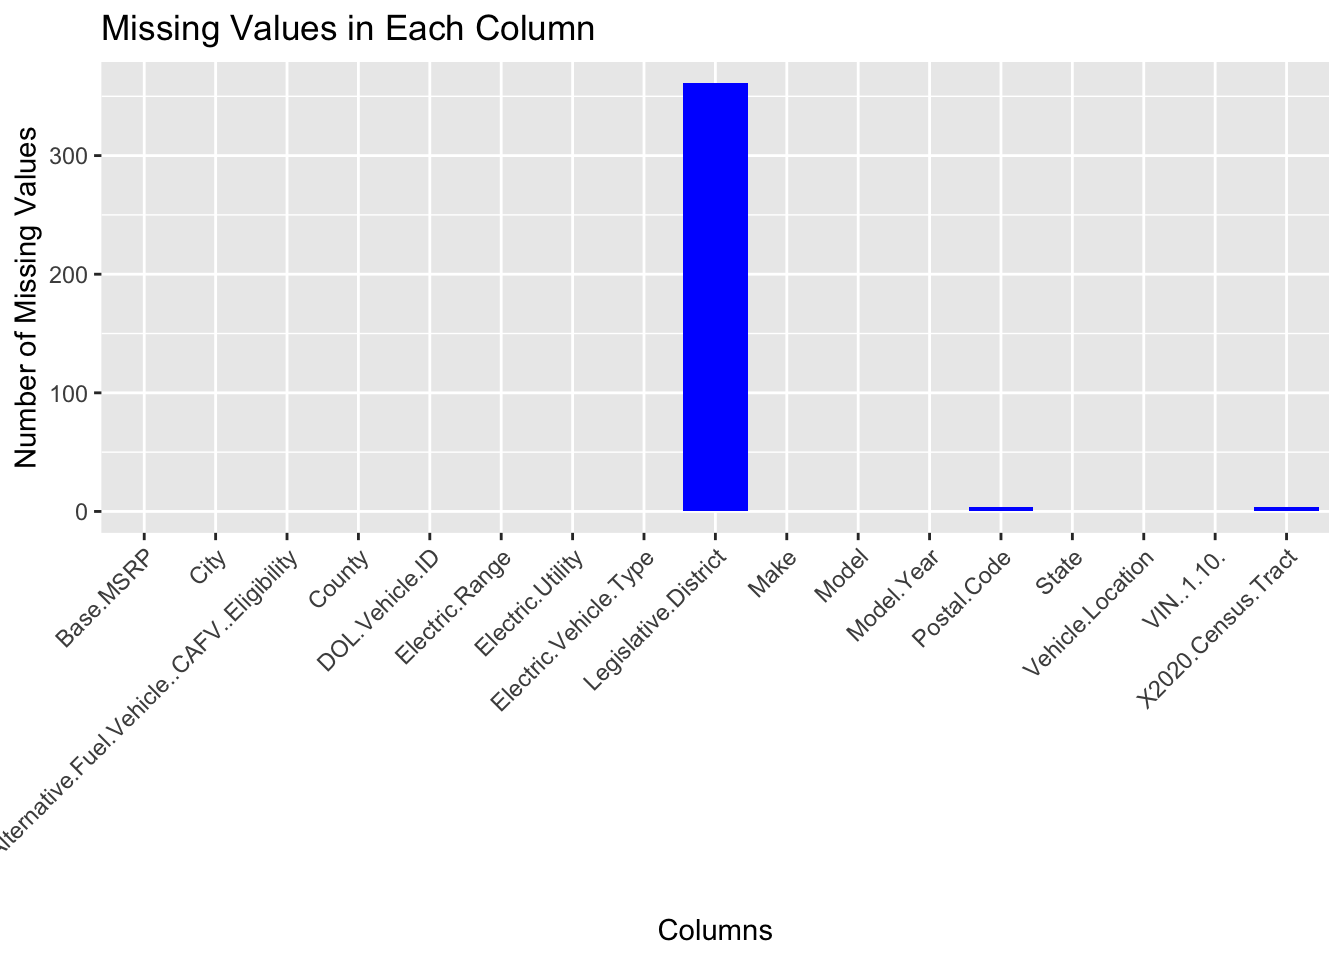 Missing Values in Each Column
Number of Missing Values
300
200
100
0
Base.MSRP
City
Alternative.Fuel.Vehicle..CAFV..Eligibility
County
DOL.Vehicle.ID
Electric.Range
Electric.Utility
Electric.Vehicle.Type
Legislative.District
Make
Model
Model.Year
Postal.Code
State
Vehicle.Location
VIN..1.10.
X2020.Census.Tract
Columns